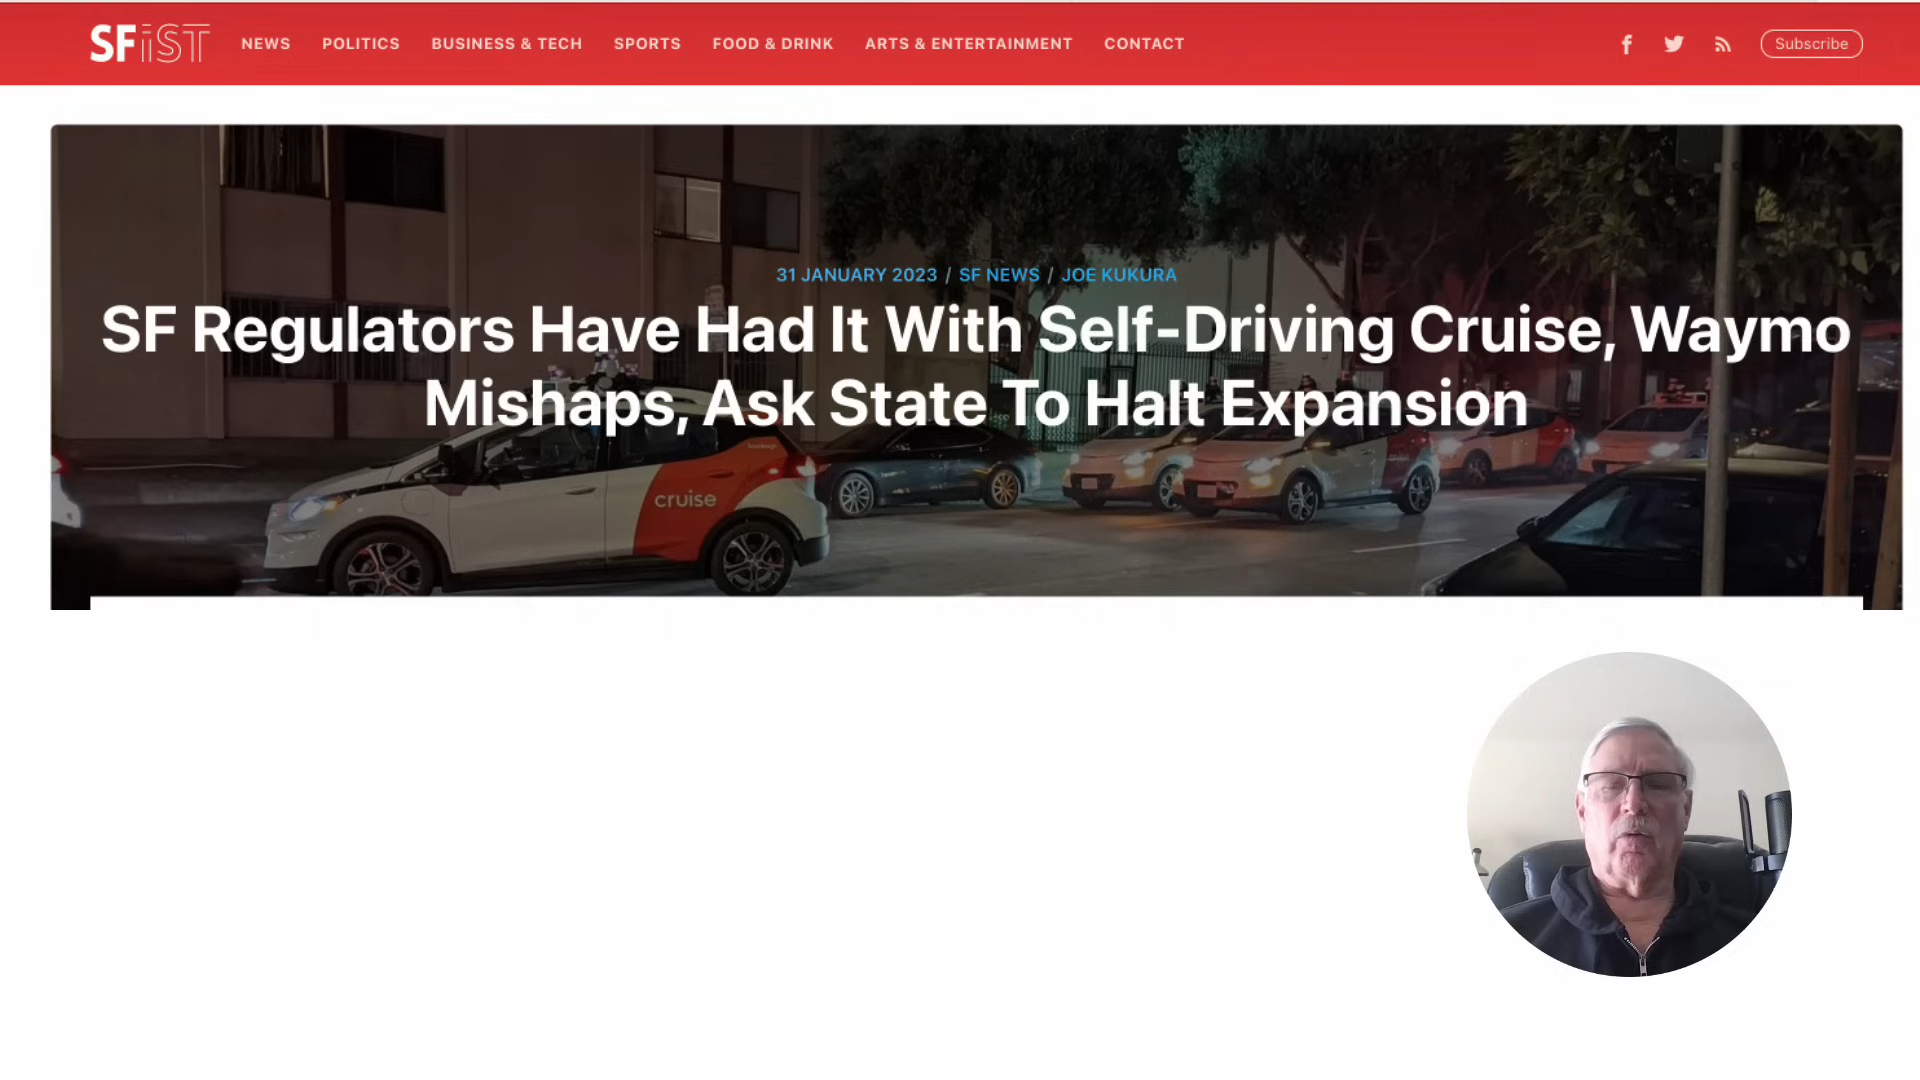 SFiST
NEWS POLITICS BUSINESS & TECH SPORTS FOOD & DRINK ARTS & ENTERTAINMENT CONTACT Subscribe
31 JANUARY 2023 / SF NEWS / JOE KUKURA
SF Regulators Have Had It With Self-Driving Cruise, Waymo
Mishaps, Ask State To Halt Expansion
cruise